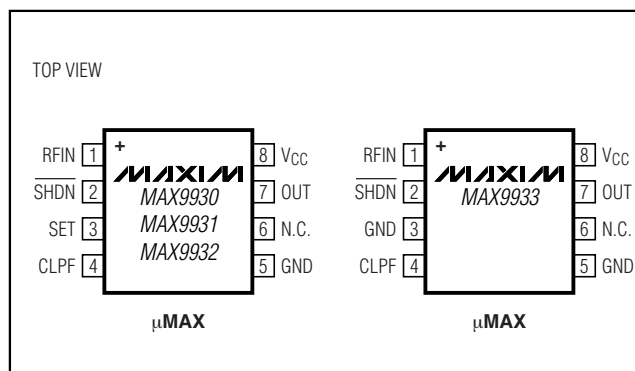 TOP VIEW
+
RFIN 1
SHDN 2
SET 3
CLPF 4
MAXIM
MAX9930
MAX9931
MAX9932
8 VCC
7 OUT
6 N.C.
5 GND
μMAX
+
RFIN 1
SHDN 2
GND 3
CLPF 4
MAXIM
MAX9933
8 VCC
7 OUT
6 N.C.
5 GND
μMAX